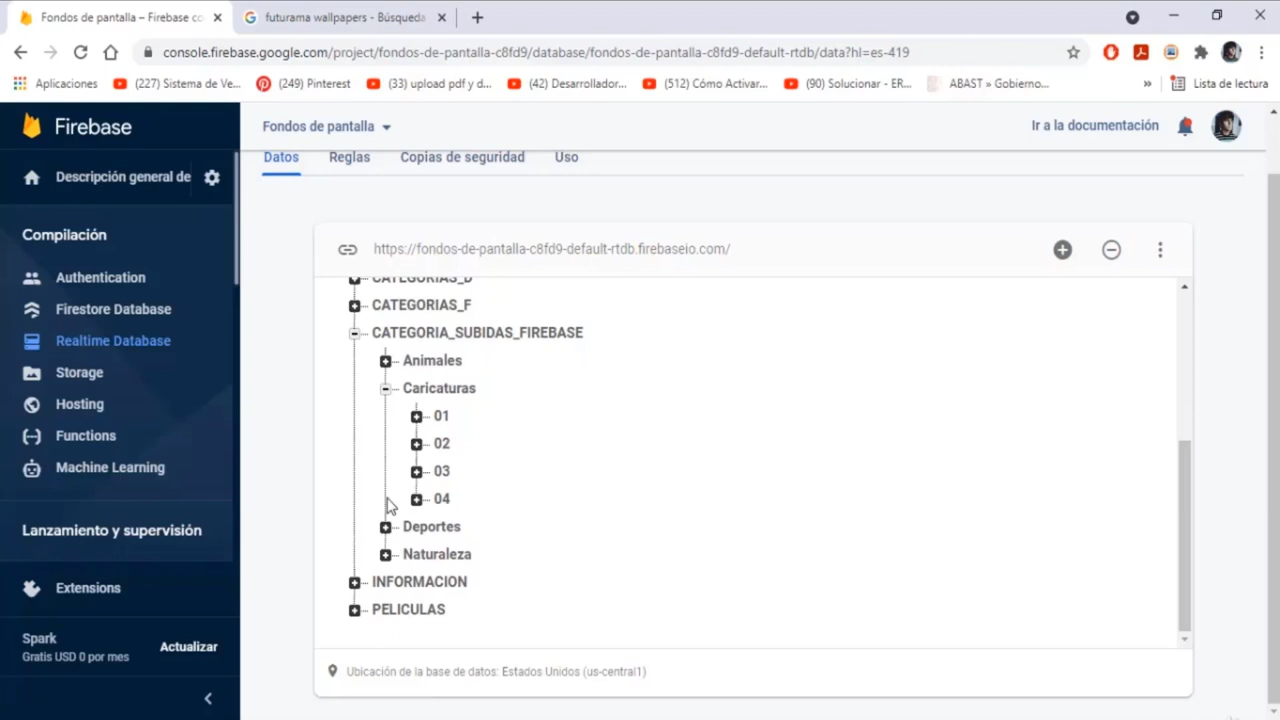 Fondos de pantalla – Firebase co
futurama wallpapers - Búsqueda
console.firebase.google.com/project/fondos-de-pantalla-c8fd9/database/fondos-de-pantalla-c8fd9-default-rtdb/data?hl=es-419
Aplicaciones
(227) Sistema de Ve...
(249) Pinterest
(33) upload pdf y d...
(42) Desarrollador...
(512) Cómo Activar...
(90) Solucionar - ER...
ABAST » Gobierno...
»
Lista de lectura
Firebase
Fondos de pantalla
Ir a la documentación
Datos
Reglas
Copias de seguridad
Uso
Descripción general de
Compilación
Authentication
Firestore Database
Realtime Database
Storage
Hosting
Functions
Machine Learning
Lanzamiento y supervisión
Extensions
Spark
Gratis USD 0 por mes
Actualizar
https://fondos-de-pantalla-c8fd9-default-rtdb.firebaseio.com/
CATEGORIAS_D
CATEGORIAS_F
CATEGORIA_SUBIDAS_FIREBASE
Animales
Caricaturas
01
02
03
04
Deportes
Naturaleza
INFORMACION
PELICULAS
Ubicación de la base de datos: Estados Unidos (us-central1)